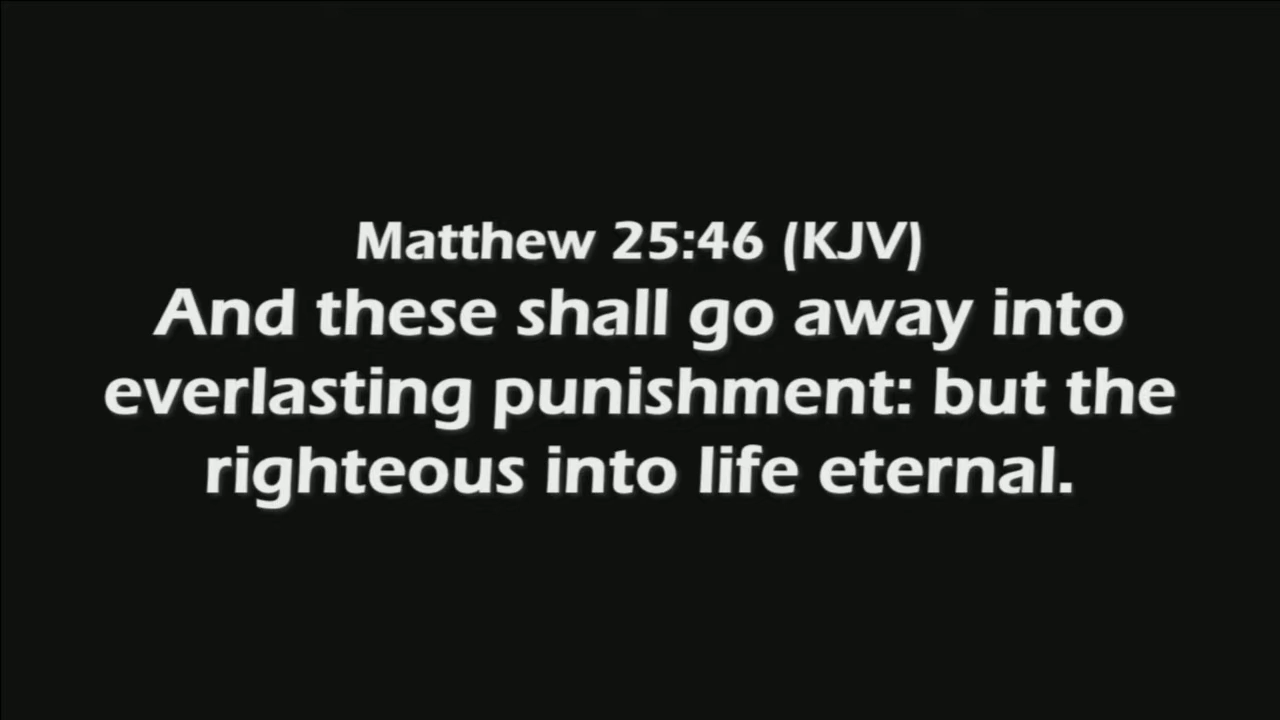 Matthew 25:46 (KJV)
And these shall go away into
everlasting punishment: but the
righteous into life eternal.